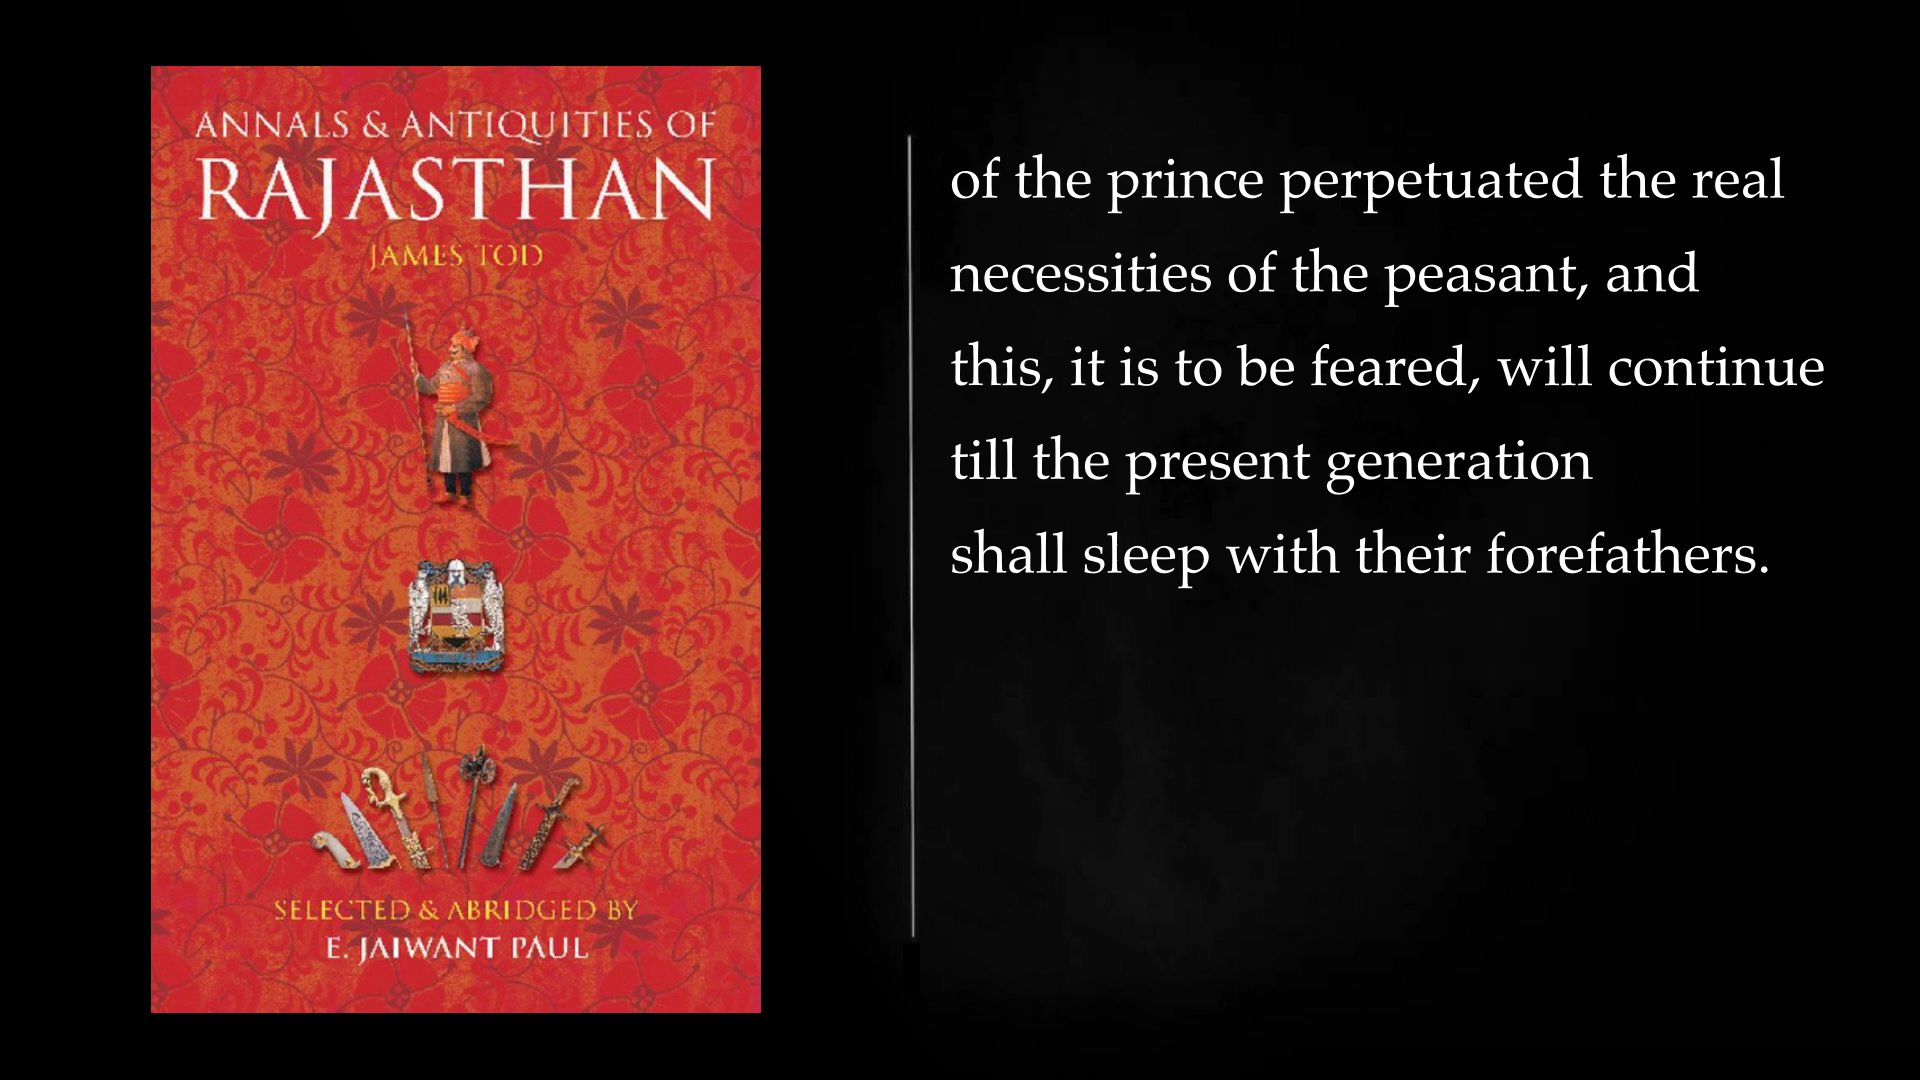 ANNALS & ANTIQUITIES OF
RAJASTHAN
JAMES TOD
SELECTED & ABRIDGED BY
E. JAIWANT PAUL
of the prince perpetuated the real
necessities of the peasant, and
this, it is to be feared, will continue
till the present generation
shall sleep with their forefathers.